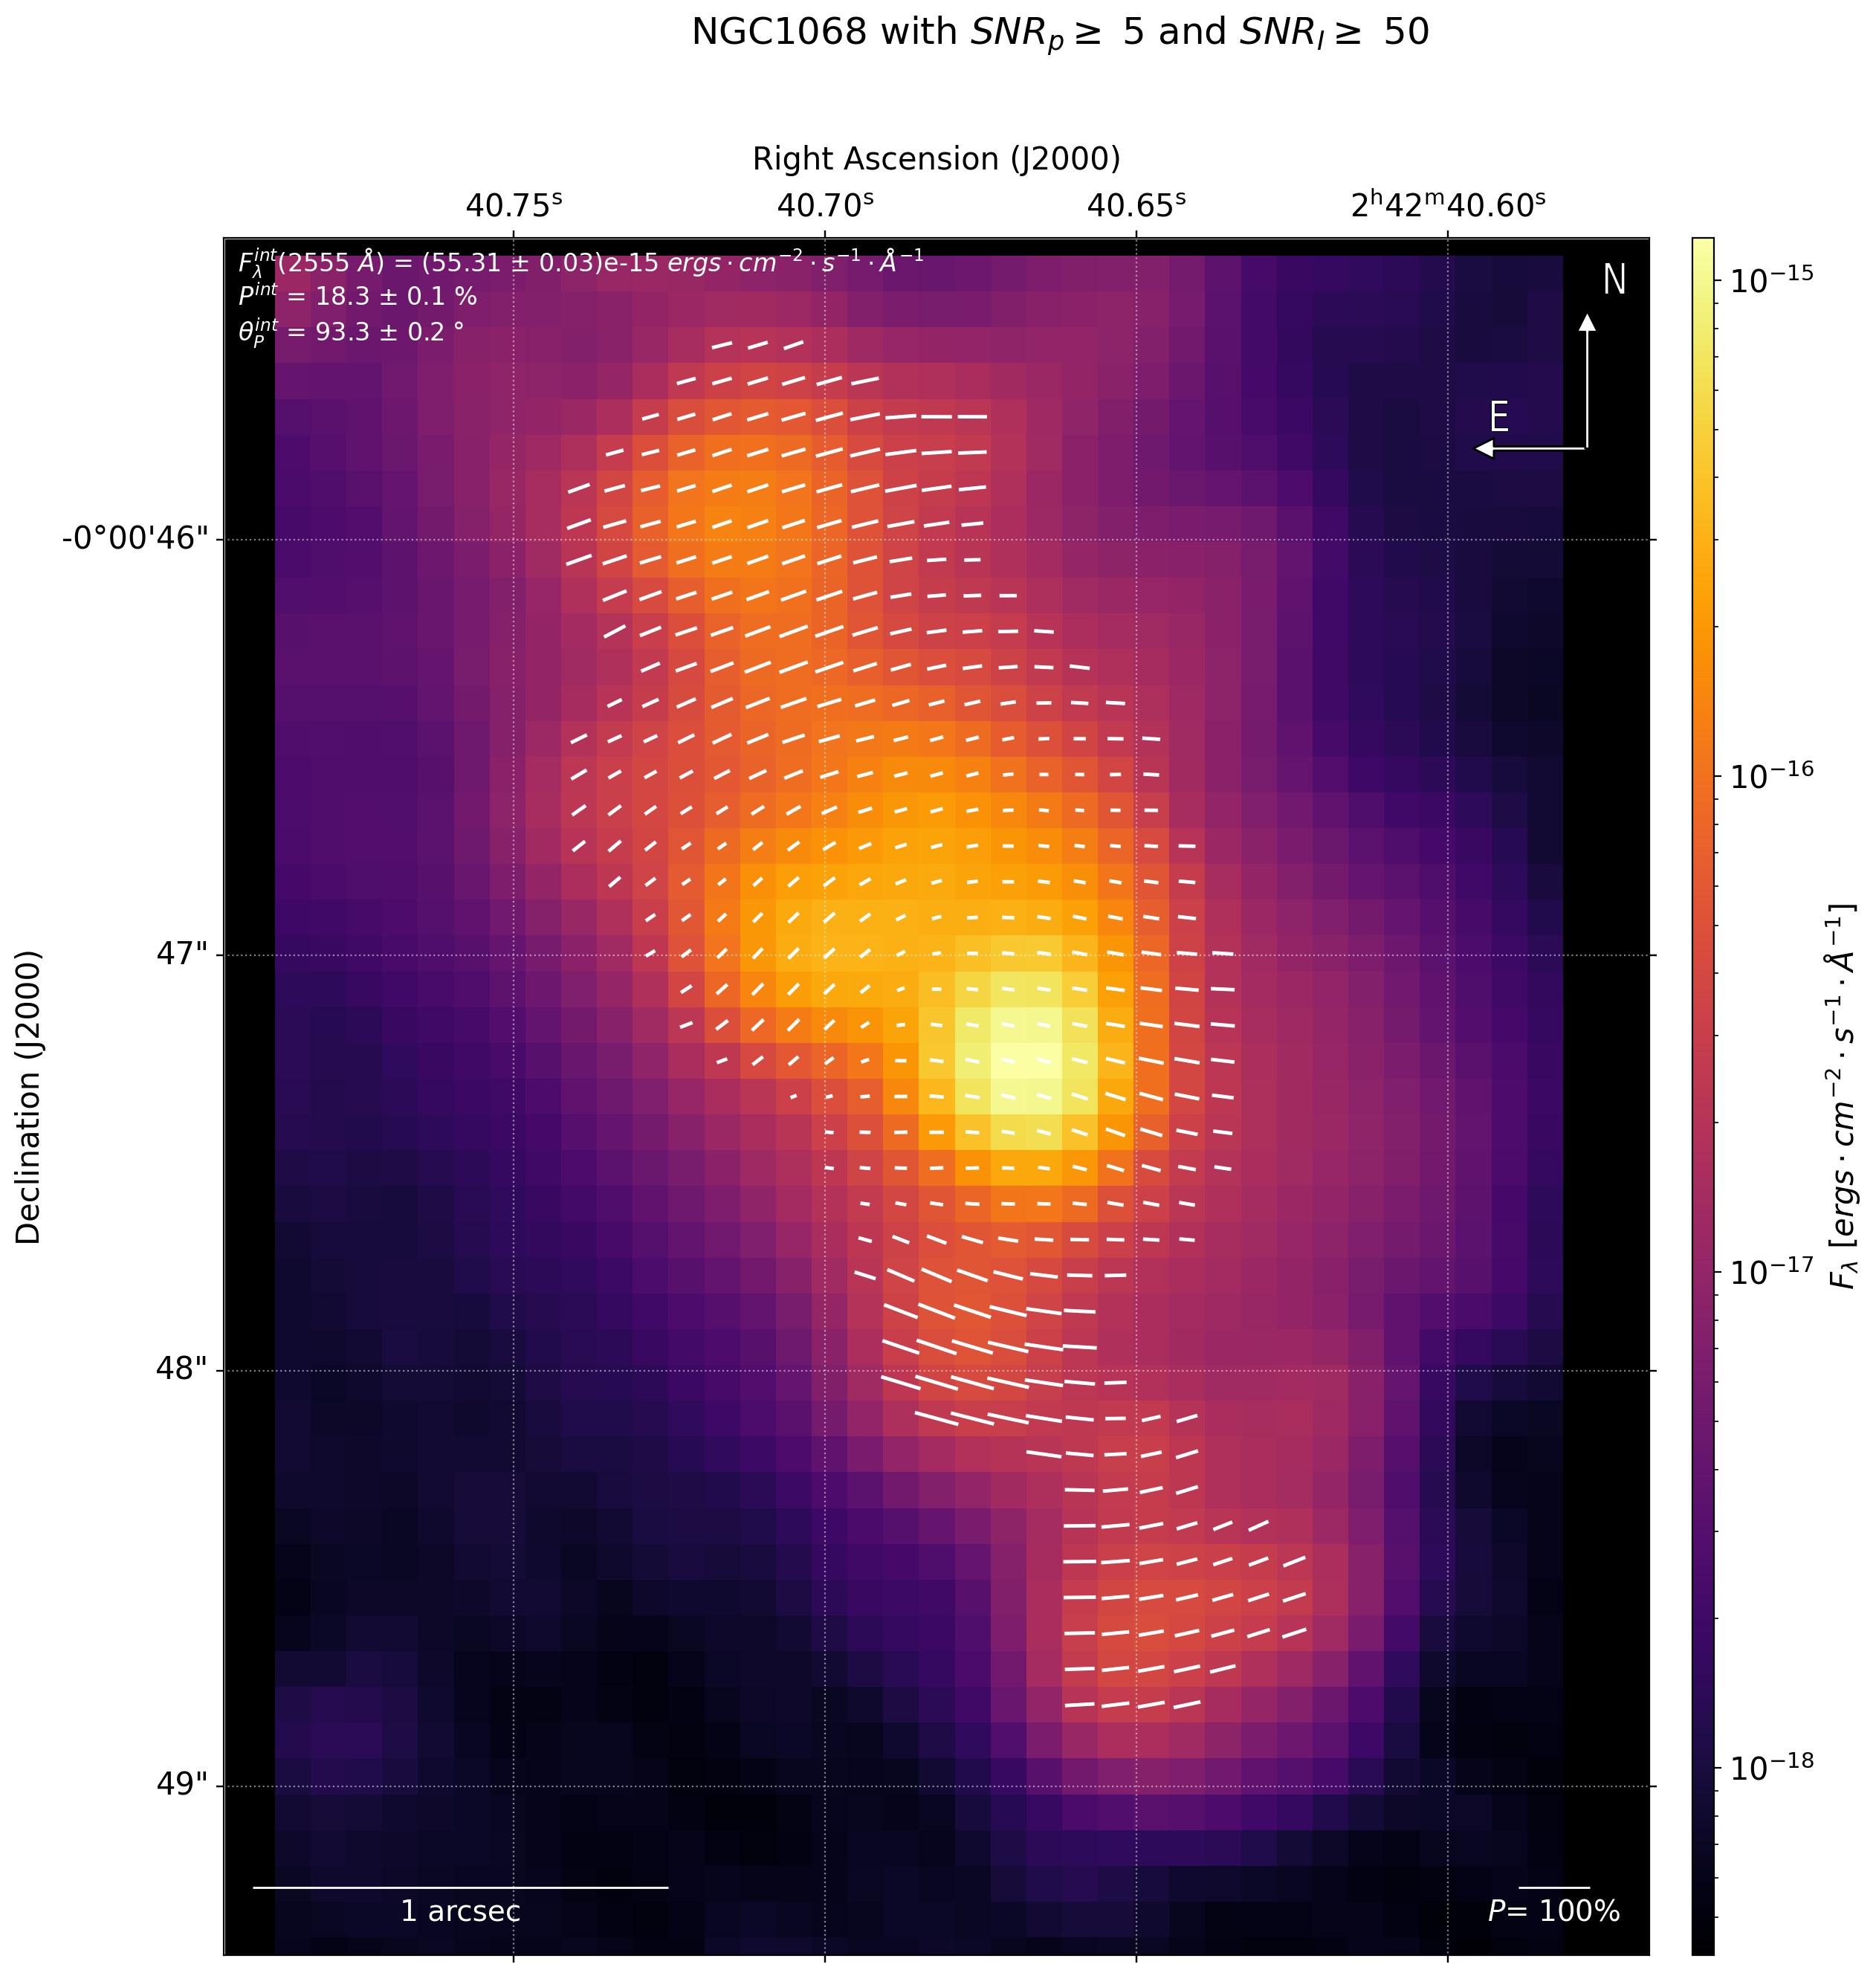 NGC1068 with SNR_p ≥ 5 and SNR_I ≥ 50
Right Ascension (J2000)
40.75ˢ 40.70ˢ 40.65ˢ 2ʰ42ᵐ40.60ˢ
F_λ^int(2555 Å) = (55.31 ± 0.03)e-15 ergs · cm⁻² · s⁻¹ · Å⁻¹
P^int = 18.3 ± 0.1 %
θ_P^int = 93.3 ± 0.2 °
N
E
-0°00'46"
47"
48"
49"
Declination (J2000)
1 arcsec
P= 100%
10⁻¹⁵
10⁻¹⁶
10⁻¹⁷
10⁻¹⁸
F_λ [ergs · cm⁻² · s⁻¹ · Å⁻¹]